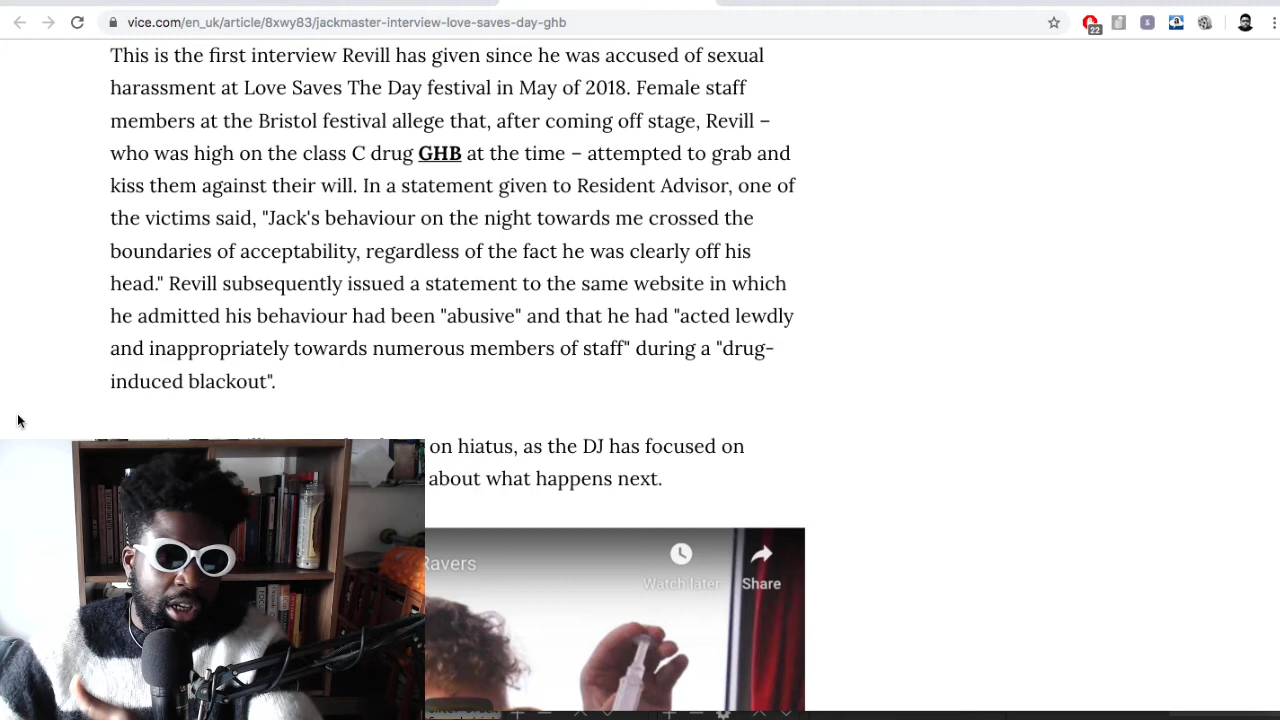 vice.com/en_uk/article/8xwy83/jackmaster-interview-love-saves-day-ghb
22
This is the first interview Revill has given since he was accused of sexual
harassment at Love Saves The Day festival in May of 2018. Female staff
members at the Bristol festival allege that, after coming off stage, Revill –
who was high on the class C drug GHB at the time – attempted to grab and
kiss them against their will. In a statement given to Resident Advisor, one of
the victims said, "Jack's behaviour on the night towards me crossed the
boundaries of acceptability, regardless of the fact he was clearly off his
head." Revill subsequently issued a statement to the same website in which
he admitted his behaviour had been "abusive" and that he had "acted lewdly
and inappropriately towards numerous members of staff" during a "drug-
induced blackout".
on hiatus, as the DJ has focused on
about what happens next.
Ravers
Watch later
Share